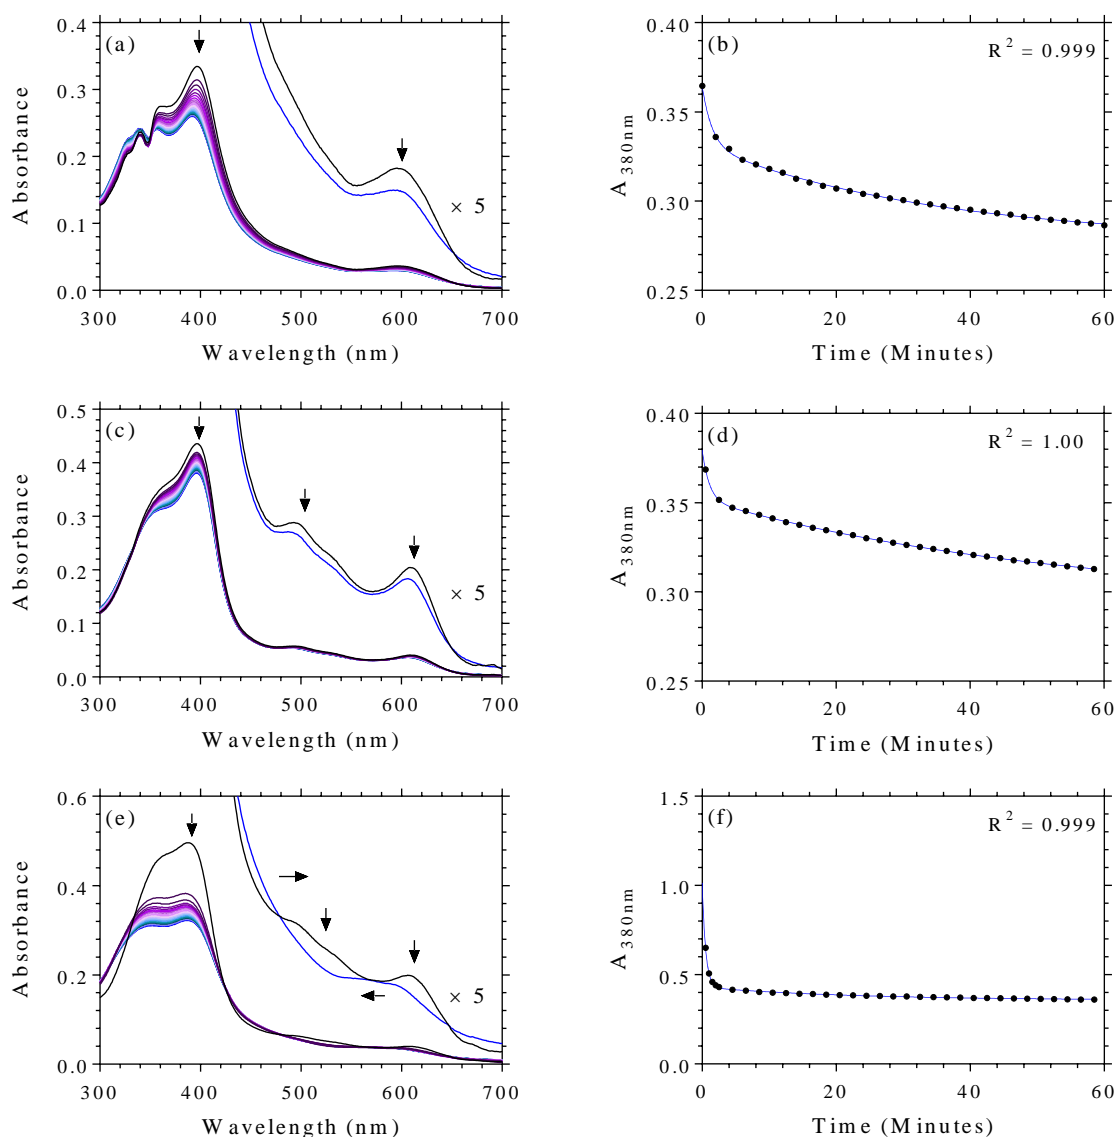 (a)
0.4
0.3
0.2
0.1
0.0
Absorbance
× 5
300 400 500 600 700
Wavelength (nm)
(b)
R² = 0.999
0.40
0.35
0.30
0.25
A380nm
0 20 40 60
Time (Minutes)
(c)
0.5
0.4
0.3
0.2
0.1
0.0
Absorbance
× 5
300 400 500 600 700
Wavelength (nm)
(d)
R² = 1.00
0.40
0.35
0.30
0.25
A380nm
0 20 40 60
Time (Minutes)
(e)
0.6
0.4
0.2
0.0
Absorbance
× 5
300 400 500 600 700
Wavelength (nm)
(f)
R² = 0.999
1.5
1.0
0.5
0.0
A380nm
0 20 40 60
Time (Minutes)